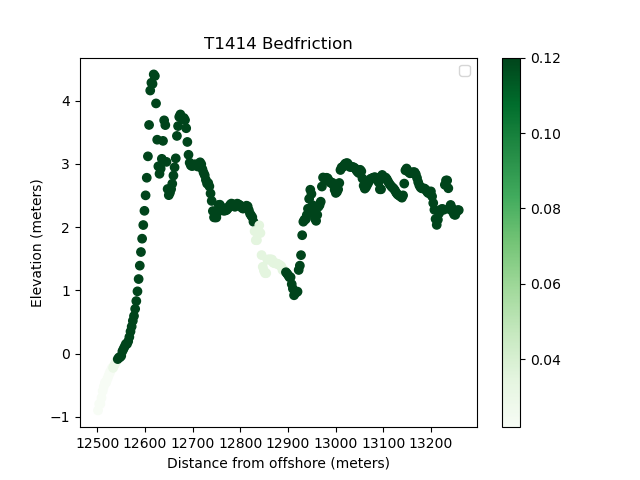 T1414 Bedfriction
Elevation (meters)
4
3
2
1
0
−1
12500 12600 12700 12800 12900 13000 13100 13200
Distance from offshore (meters)
0.12
0.10
0.08
0.06
0.04